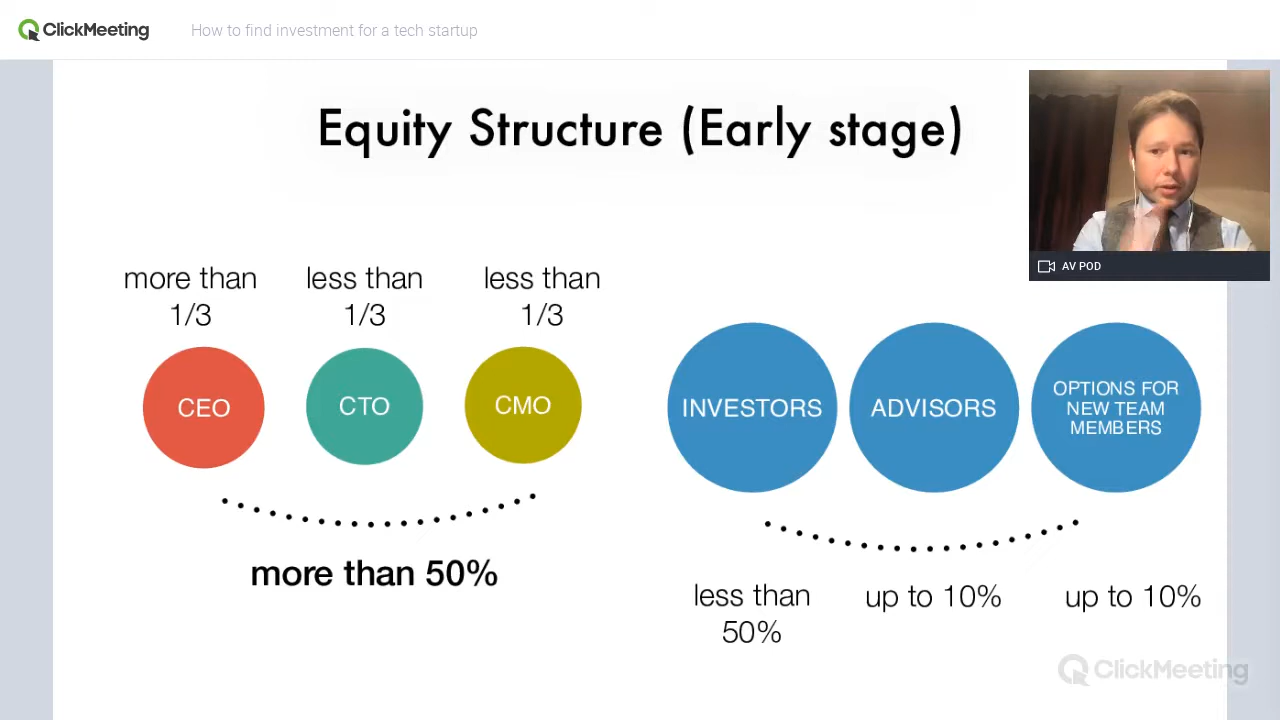 ClickMeeting
How to find investment for a tech startup
Equity Structure (Early stage)
AV POD
more than
1/3
less than
1/3
less than
1/3
CEO
CTO
CMO
more than 50%
INVESTORS
ADVISORS
OPTIONS FOR
NEW TEAM
MEMBERS
less than
50%
up to 10%
up to 10%
ClickMeeting